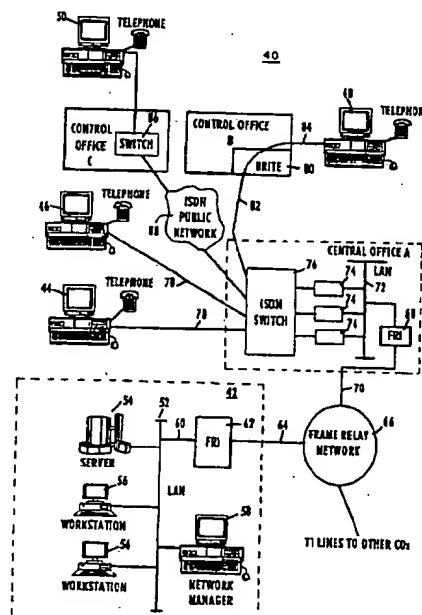 50
TELEPHONE
40
CONTROL
OFFICE C
86
SWITCH
CONTROL OFFICE
B
BRITE
80
84
48
TELEPHONE
82
46
TELEPHONE
ISDN
PUBLIC
NETWORK
88
44
TELEPHONE
78
78
76
ISDN
SWITCH
CENTRAL OFFICE A
LAN
74
72
74
74
FRI
68
70
42
54
SERVER
52
60
FRI
62
64
FRAME RELAY
NETWORK
66
LAN
56
WORKSTATION
58
56
WORKSTATION
NETWORK
MANAGER
T1 LINES TO OTHER COs